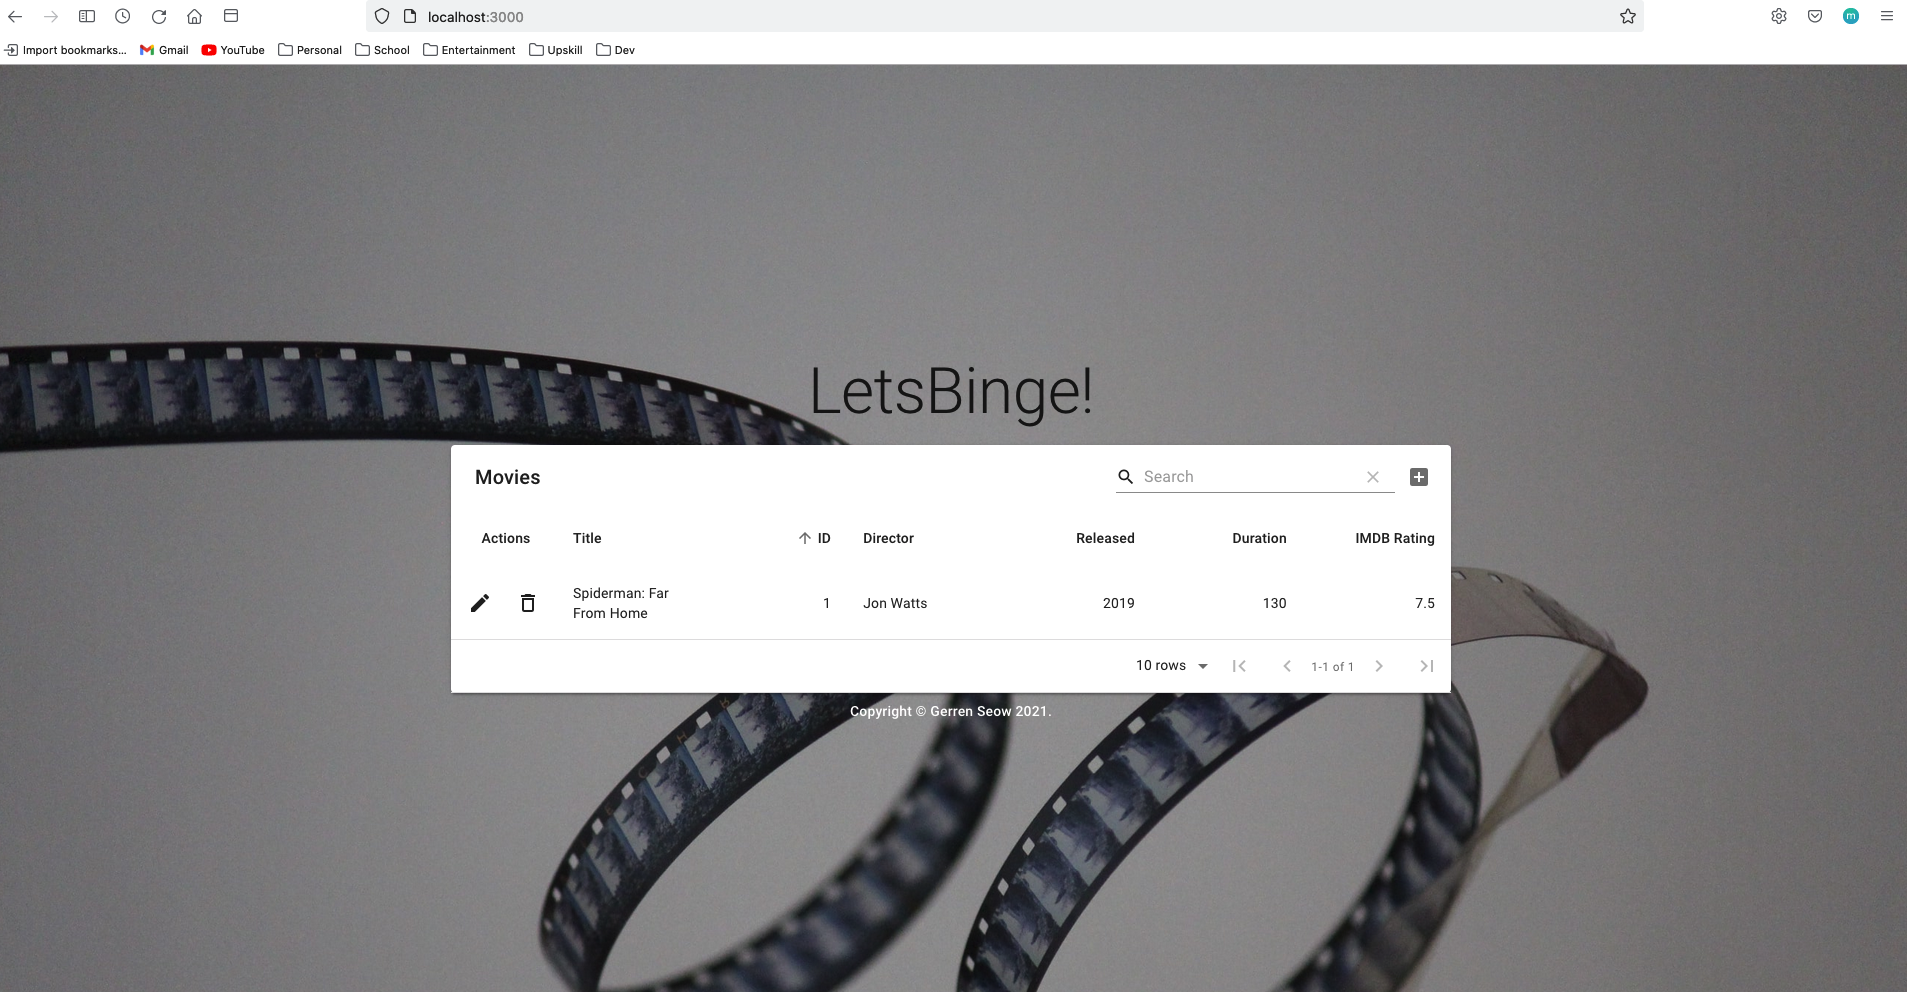 localhost:3000
m
Import bookmarks...
Gmail
YouTube
Personal
School
Entertainment
Upskill
Dev
LetsBinge!
Movies
Search
Actions Title ID Director Released Duration IMDB Rating
Spiderman: Far
From Home
1 Jon Watts 2019 130 7.5
10 rows 1-1 of 1
Copyright © Gerren Seow 2021.